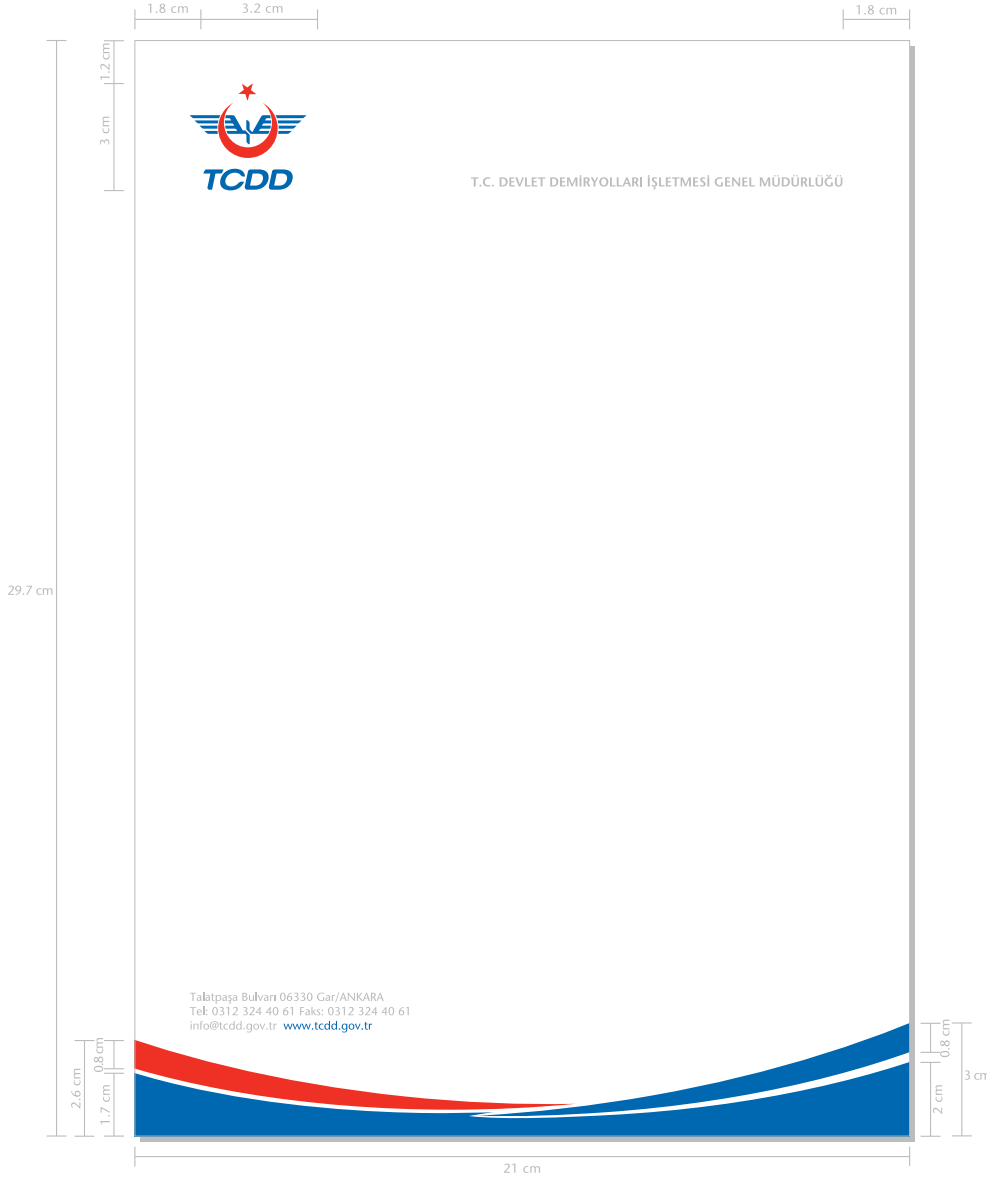 1.8 cm 3.2 cm 1.8 cm
1.2 cm
3 cm
TCDD
T.C. DEVLET DEMİRYOLLARI İŞLETMESİ GENEL MÜDÜRLÜĞÜ
29.7 cm
Talatpaşa Bulvarı 06330 Gar/ANKARA
Tel: 0312 324 40 61 Faks: 0312 324 40 61
info@tcdd.gov.tr www.tcdd.gov.tr
2.6 cm
0.8 cm
1.7 cm
0.8 cm
2 cm
3 cm
21 cm